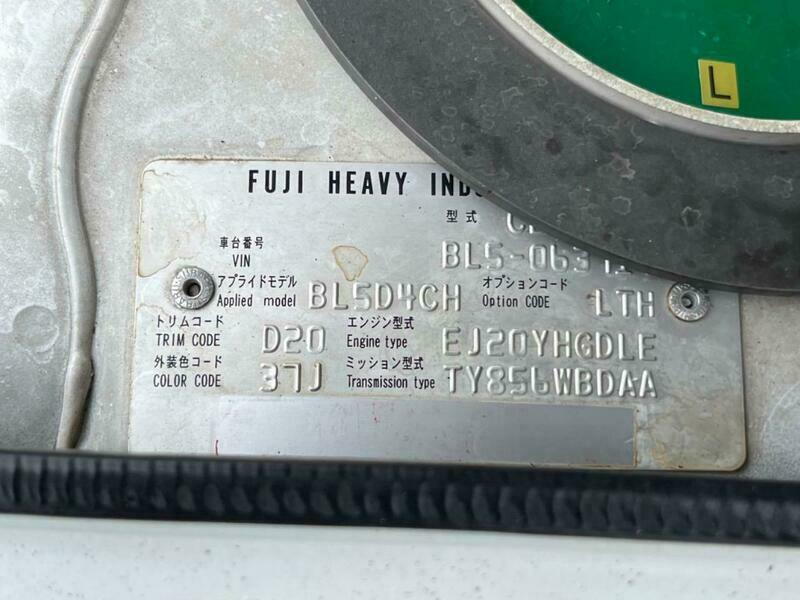 L
FUJI HEAVY
型式
車台番号
VIN BL5-063
アプライドモデル オプションコード
Applied model BL5D4CH Option CODE LTH
トリムコード エンジン型式
TRIM CODE D20 Engine type EJ20YHGDLE
外装色コード ミッション型式
COLOR CODE 37J Transmission type TY856WBDAA